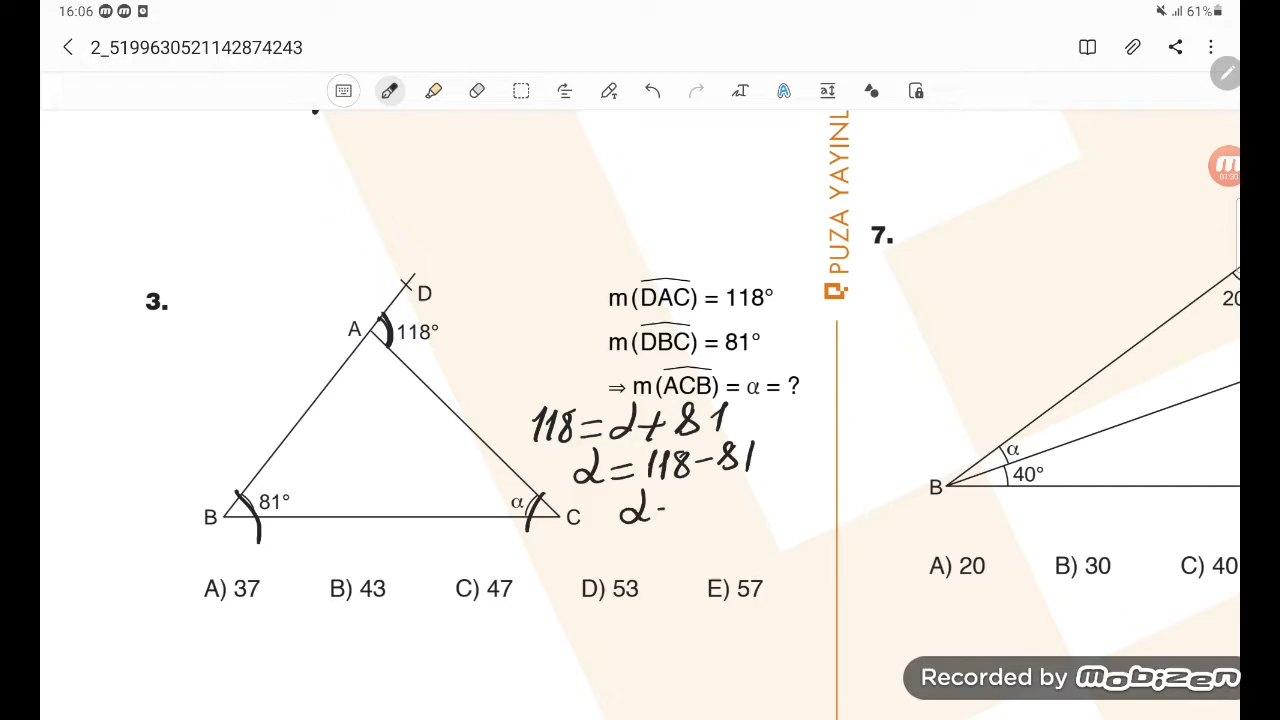 16:06
61%
2_5199630521142874243
PUZA YAYINL
3.
D
A
118°
B
81°
α
C
m(DAC) = 118°
m(DBC) = 81°
⇒ m(ACB) = α = ?
118=α+81
α=118-81
α-
A) 37 B) 43 C) 47 D) 53 E) 57
7.
20
α
B
40°
A) 20 B) 30 C) 40
Recorded by mobizen